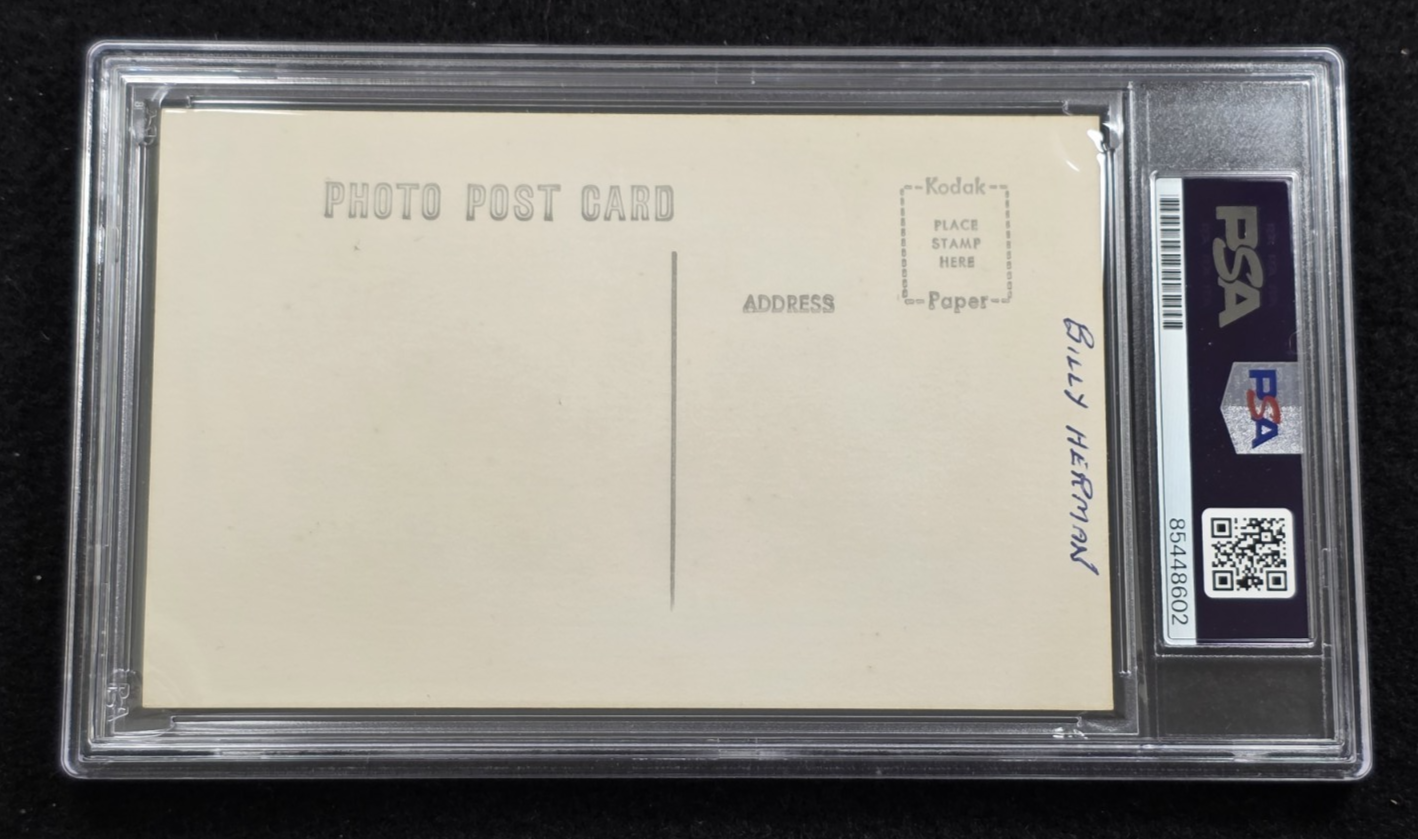 PHOTO POST CARD
Kodak
PLACE
STAMP
HERE
Paper
ADDRESS
BILLY HERMAN
PSA
PSA
85448602